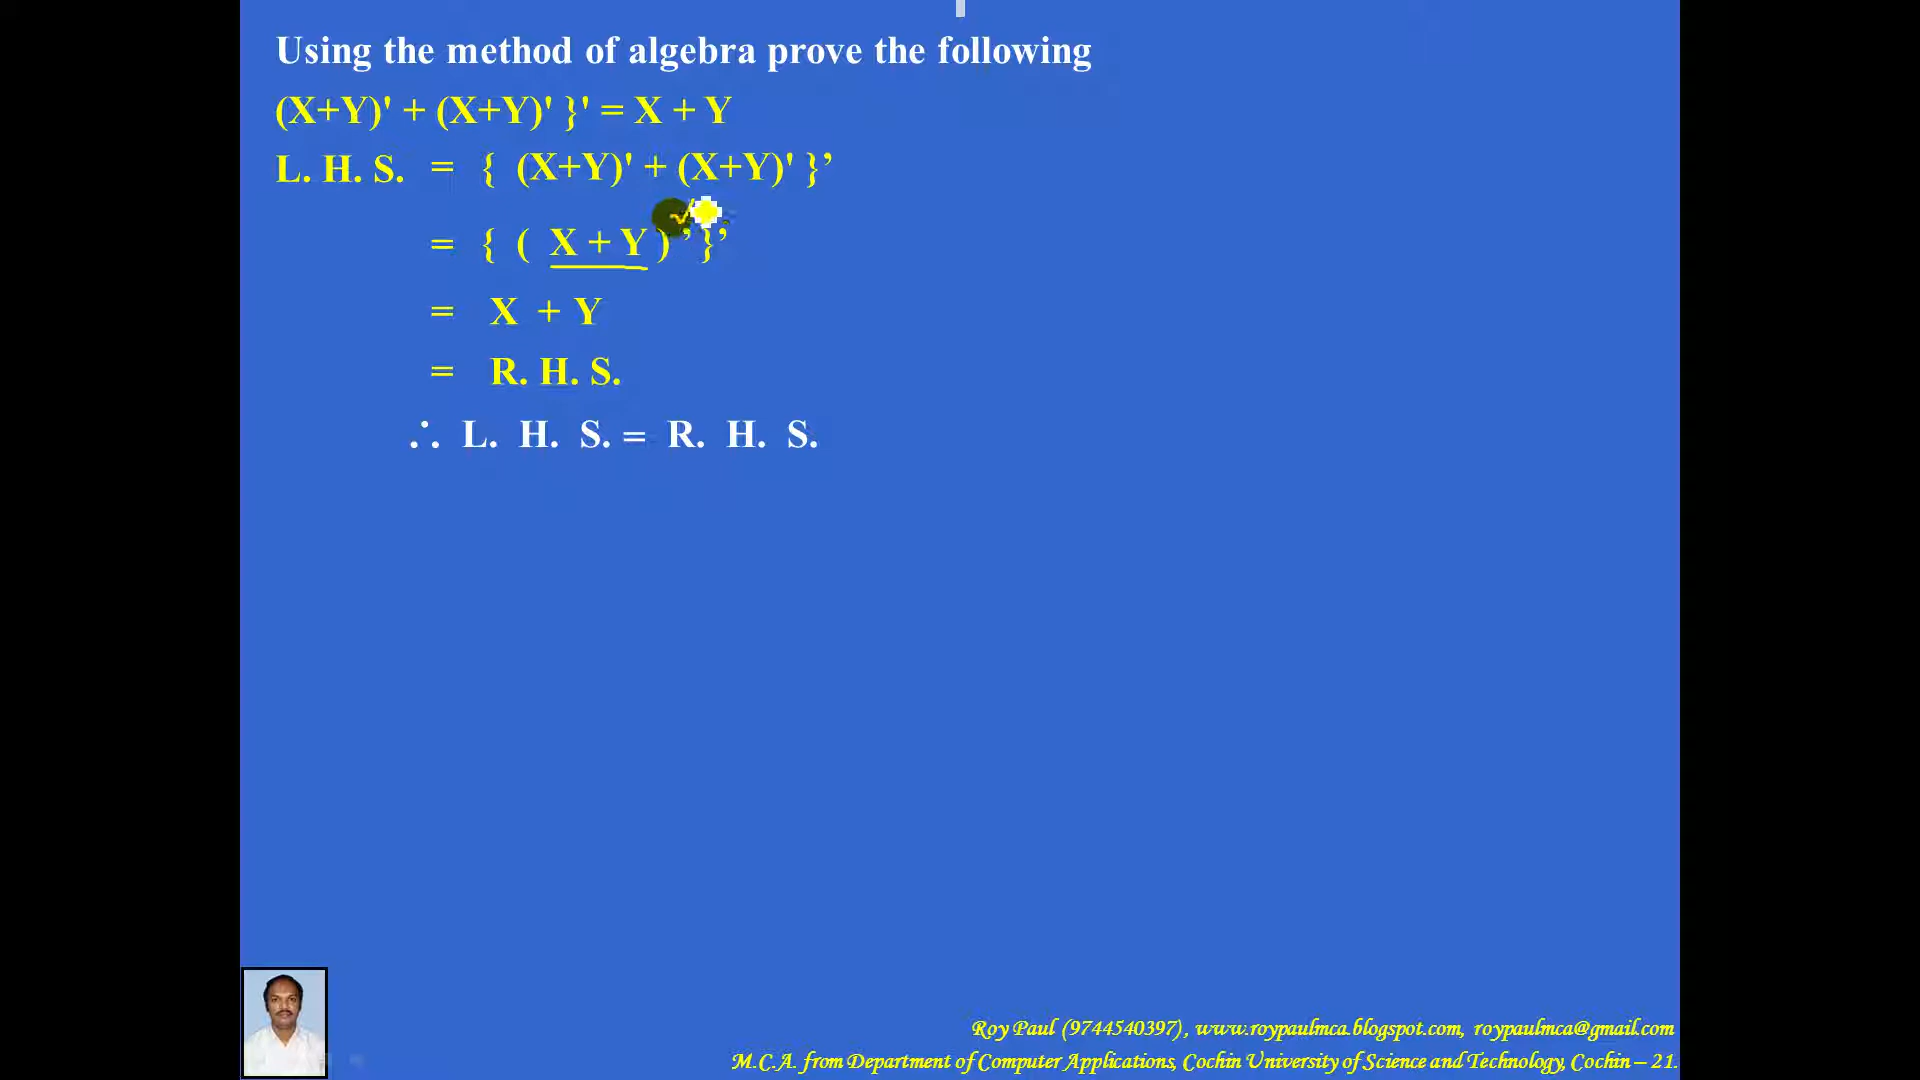 Using the method of algebra prove the following
(X+Y)' + (X+Y)' }' = X + Y
L. H. S. = { (X+Y)' + (X+Y)' }’
= { ( X + Y ) ’ }’
= X + Y
= R. H. S.
∴ L. H. S. = R. H. S.
Roy Paul (9744540397), www.roypaulmca.blogspot.com, roypaulmca@gmail.com
M.C.A. from Department of Computer Applications, Cochin University of Science and Technology, Cochin – 21.